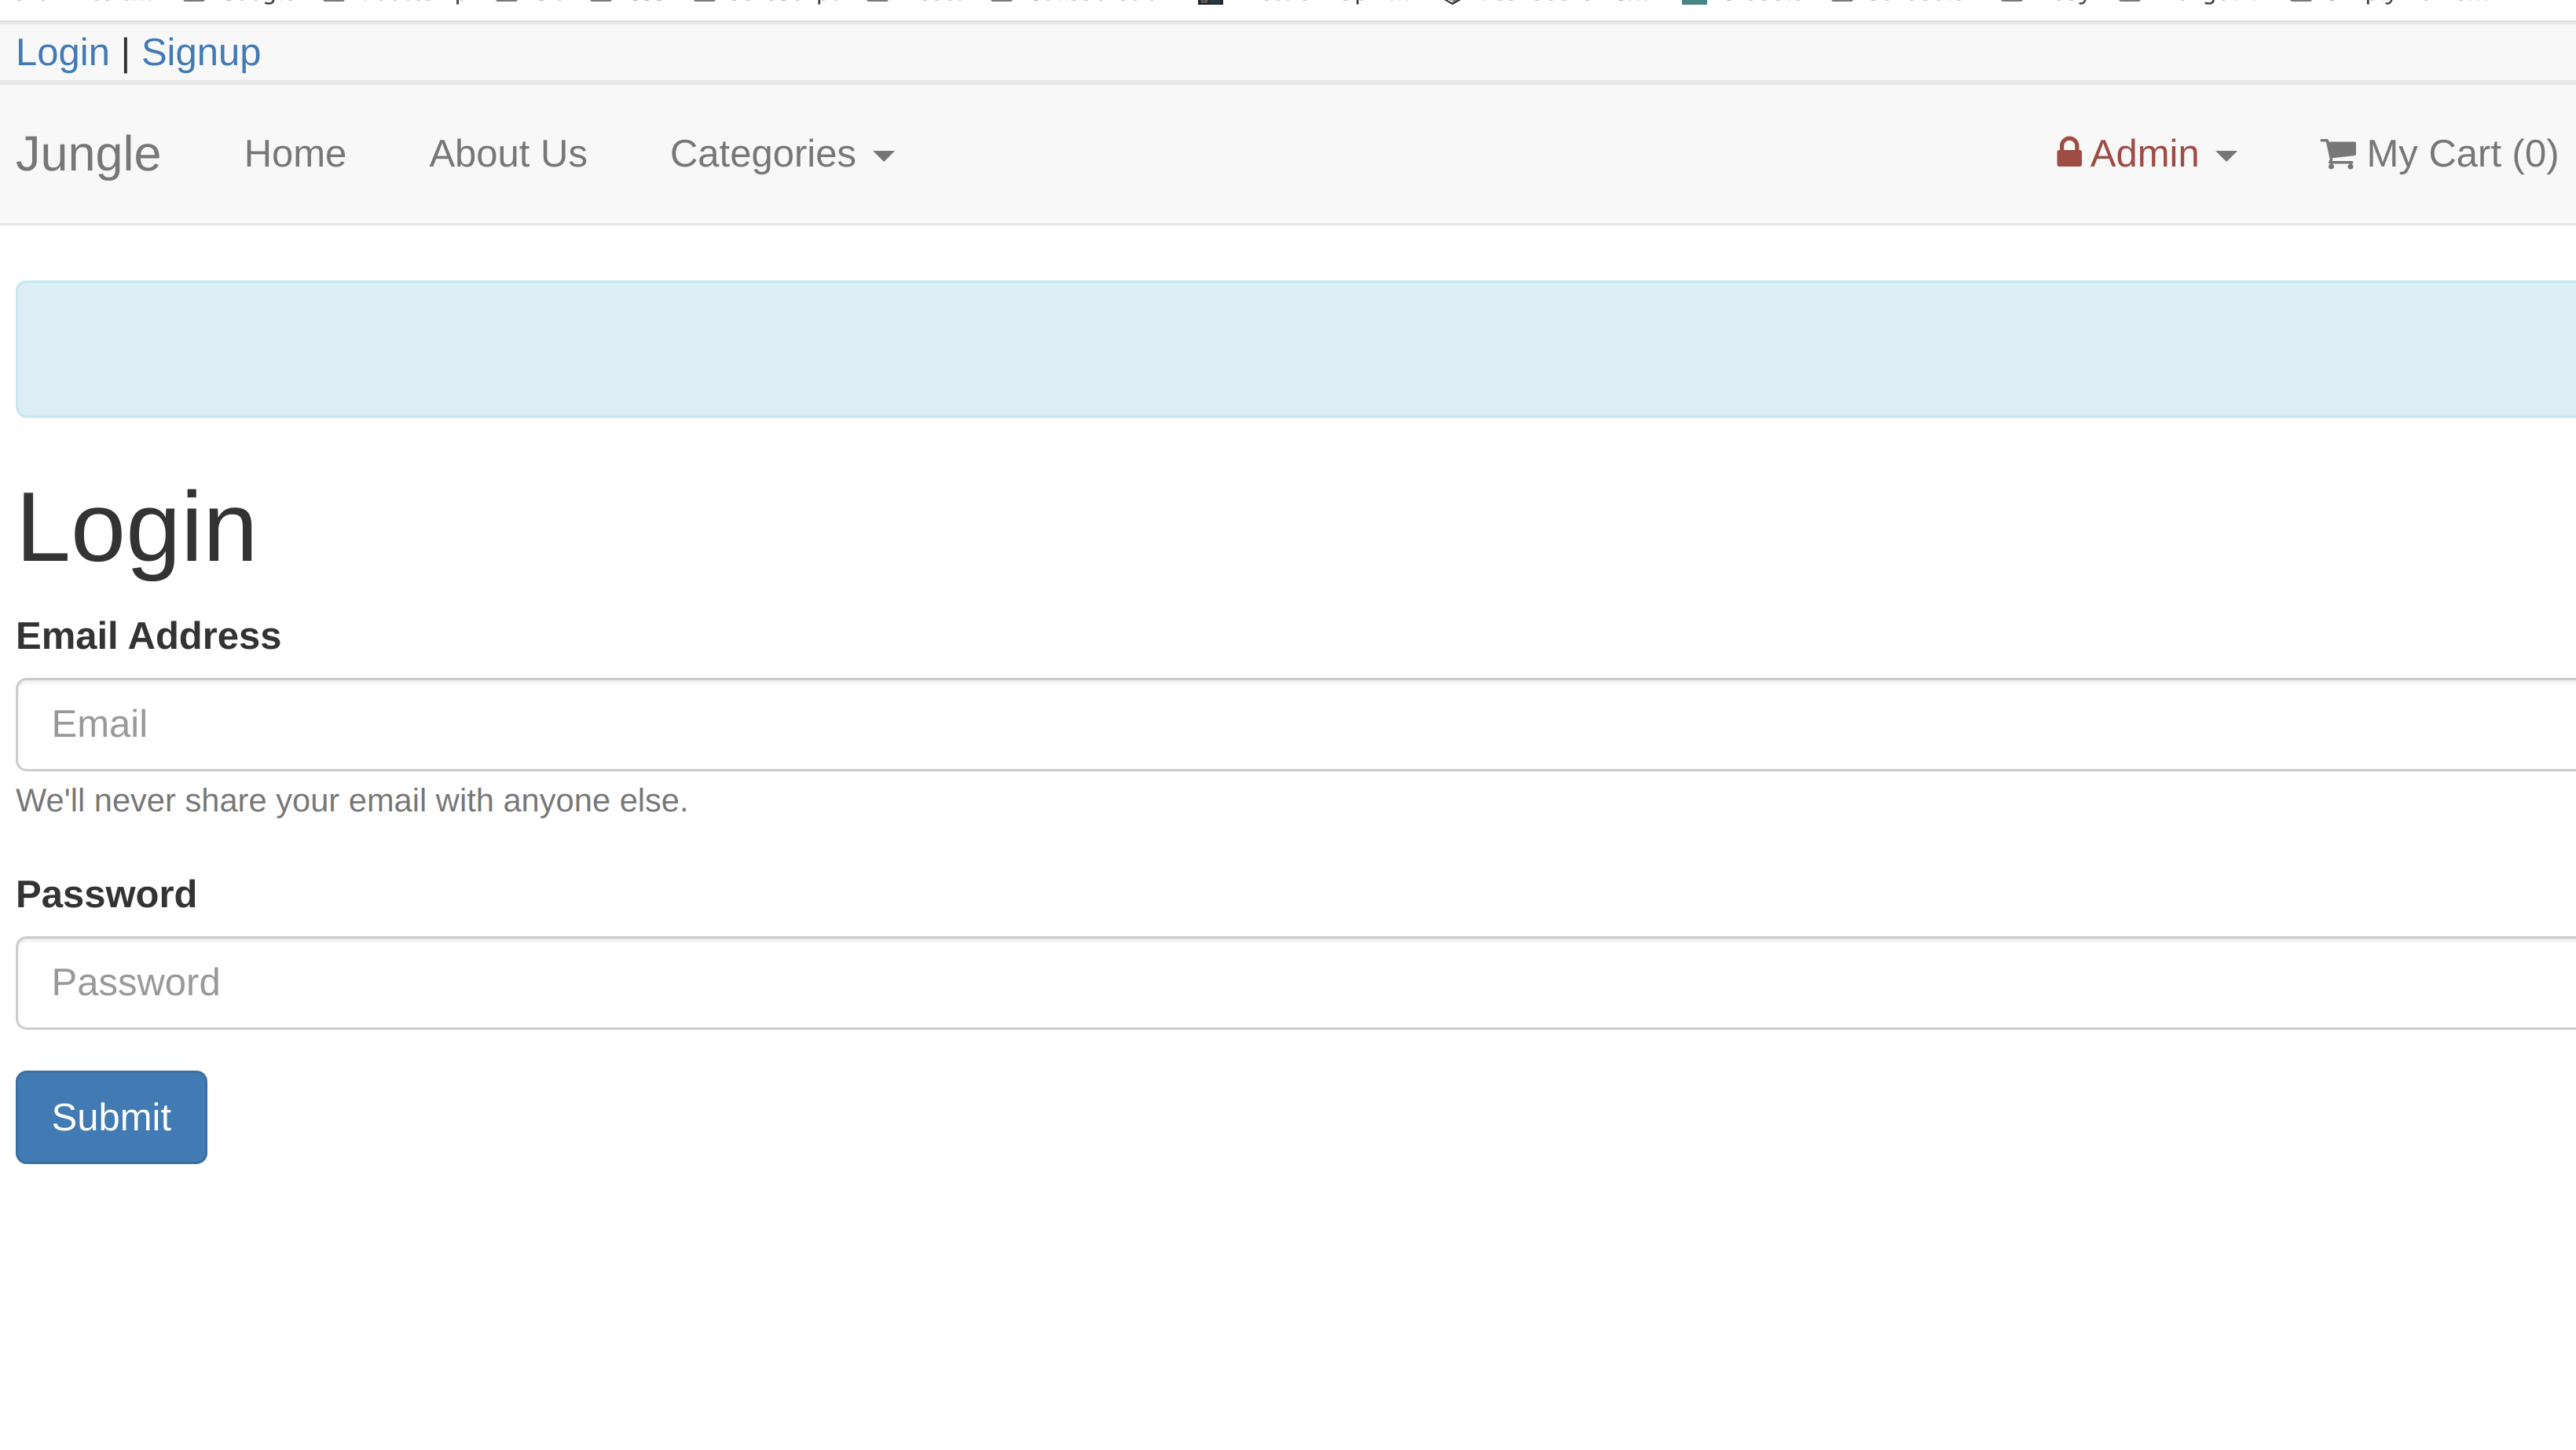 Login | Signup
Jungle Home About Us Categories Admin My Cart (0)
Login
Email Address
Email
We'll never share your email with anyone else.
Password
Password
Submit